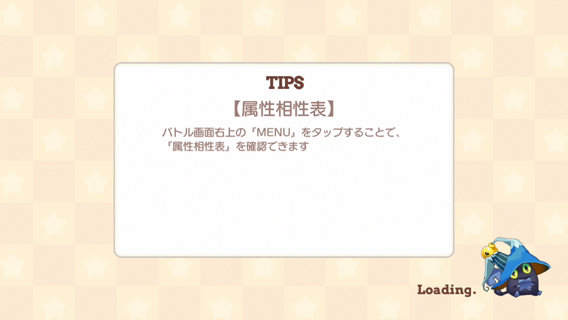 TIPS
【属性相性表】
バトル画面右上の「MENU」をタップすることで、
「属性相性表」を確認できます
Loading.